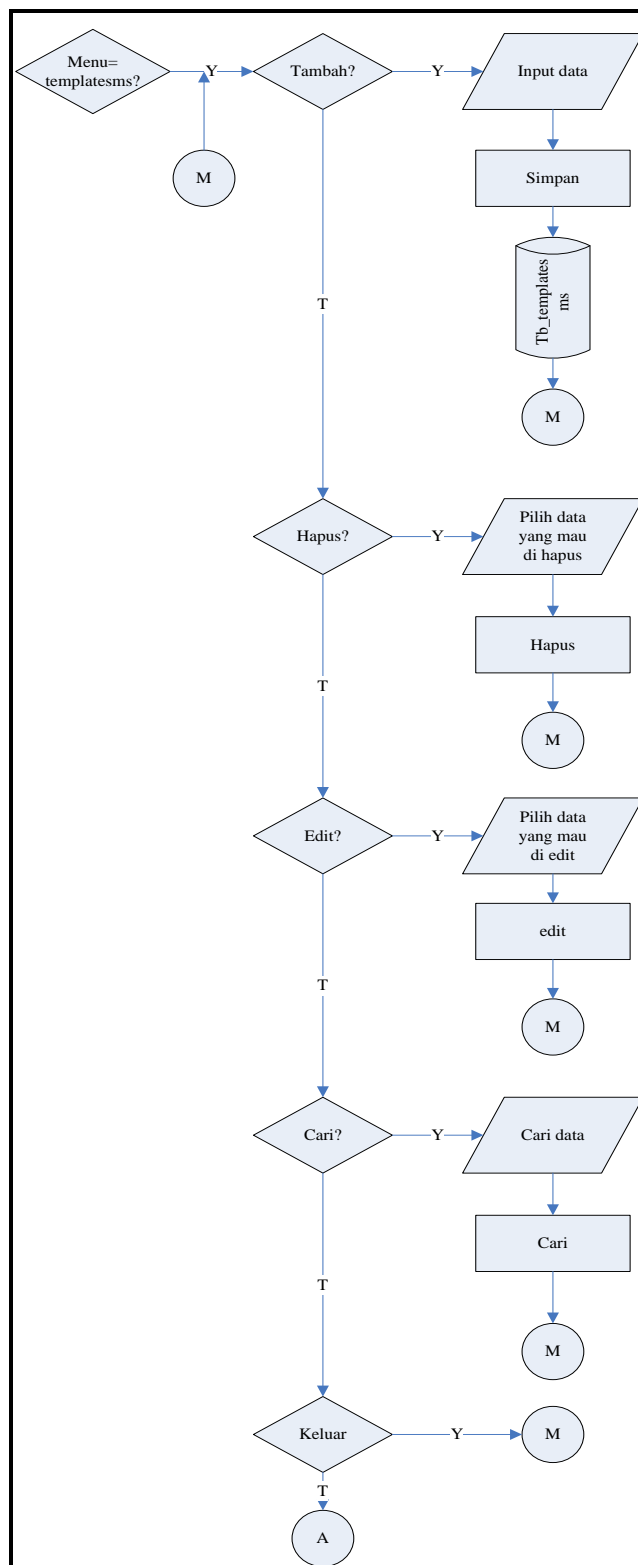 Menu=
templatesms?
Y
Tambah?
Y
Input data
M
Simpan
Tb_templates
ms
T
M
Hapus?
Y
Pilih data
yang mau
di hapus
Hapus
T
M
Edit?
Y
Pilih data
yang mau
di edit
edit
T
M
Cari?
Y
Cari data
Cari
T
M
Keluar
Y
M
T
A